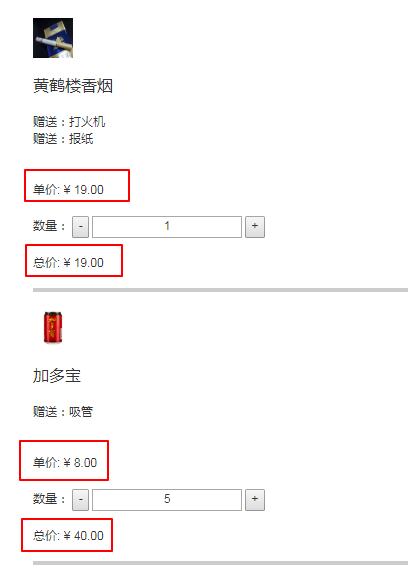 黄鹤楼香烟
赠送：打火机
赠送：报纸
单价: ¥ 19.00
数量： - 1 +
总价: ¥ 19.00
加多宝
赠送：吸管
单价: ¥ 8.00
数量： - 5 +
总价: ¥ 40.00